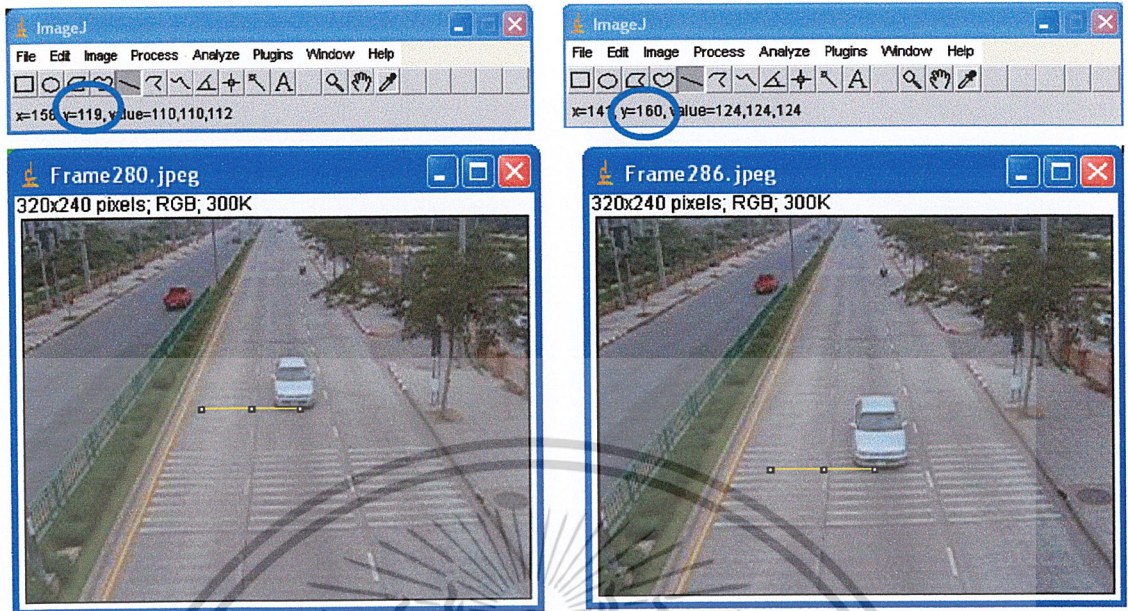 ImageJ
File Edit Image Process Analyze Plugins Window Help
A
x=158, y=119, value=110,110,112
Frame280.jpeg
320x240 pixels; RGB; 300K
ImageJ
File Edit Image Process Analyze Plugins Window Help
A
x=141, y=160, value=124,124,124
Frame286.jpeg
320x240 pixels; RGB; 300K